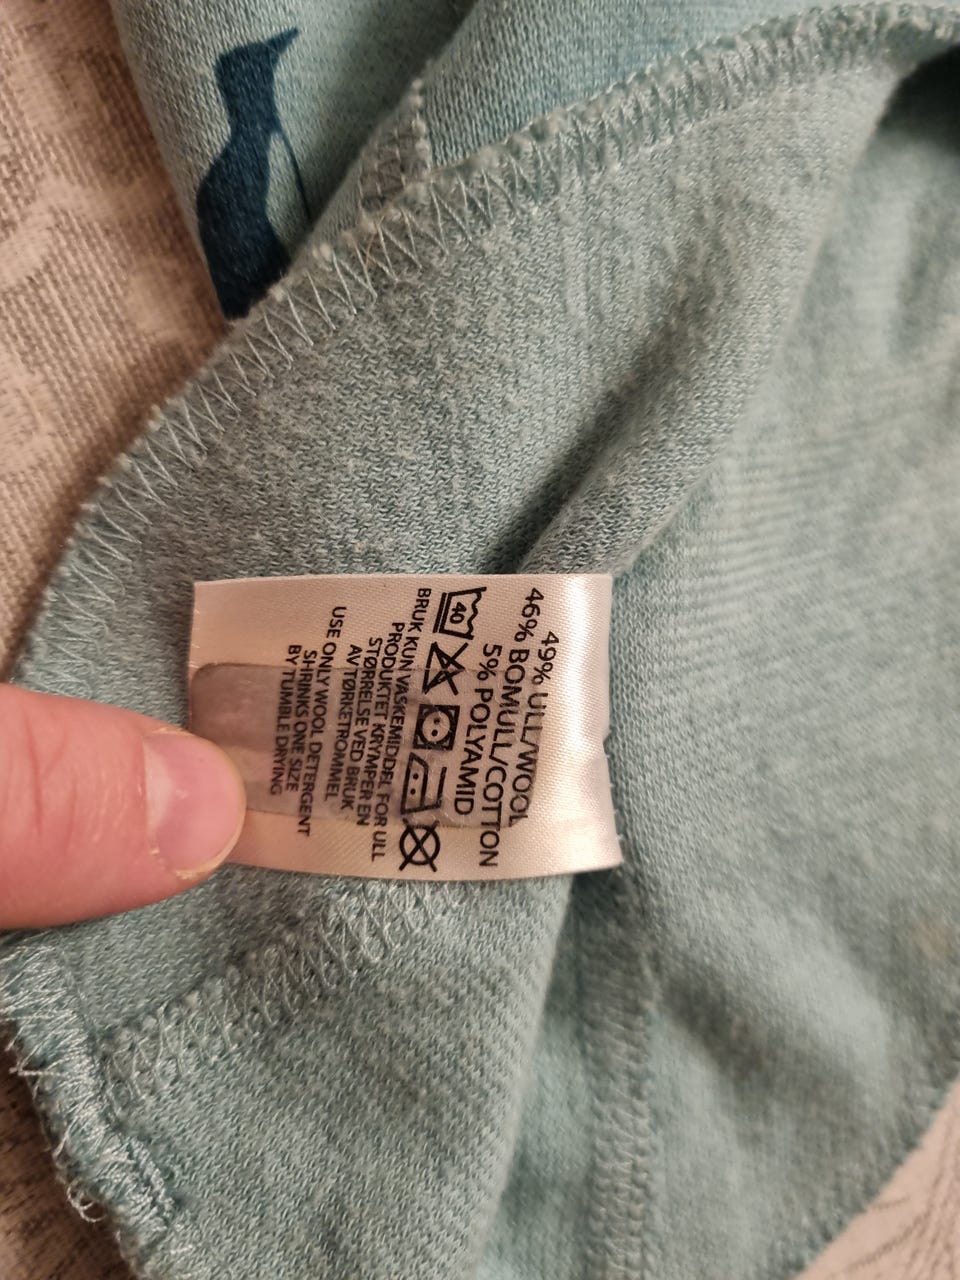 49% ULL/WOOL
46% BOMULL/COTTON
5% POLYAMID
40
BRUK KUN VASKEMIDDEL FOR ULL
PRODUKTET KRYMPER EN
STØRRELSE VED BRUK
AV TØRKETROMMEL
USE ONLY WOOL DETERGENT
SHRINKS ONE SIZE
BY TUMBLE DRYING